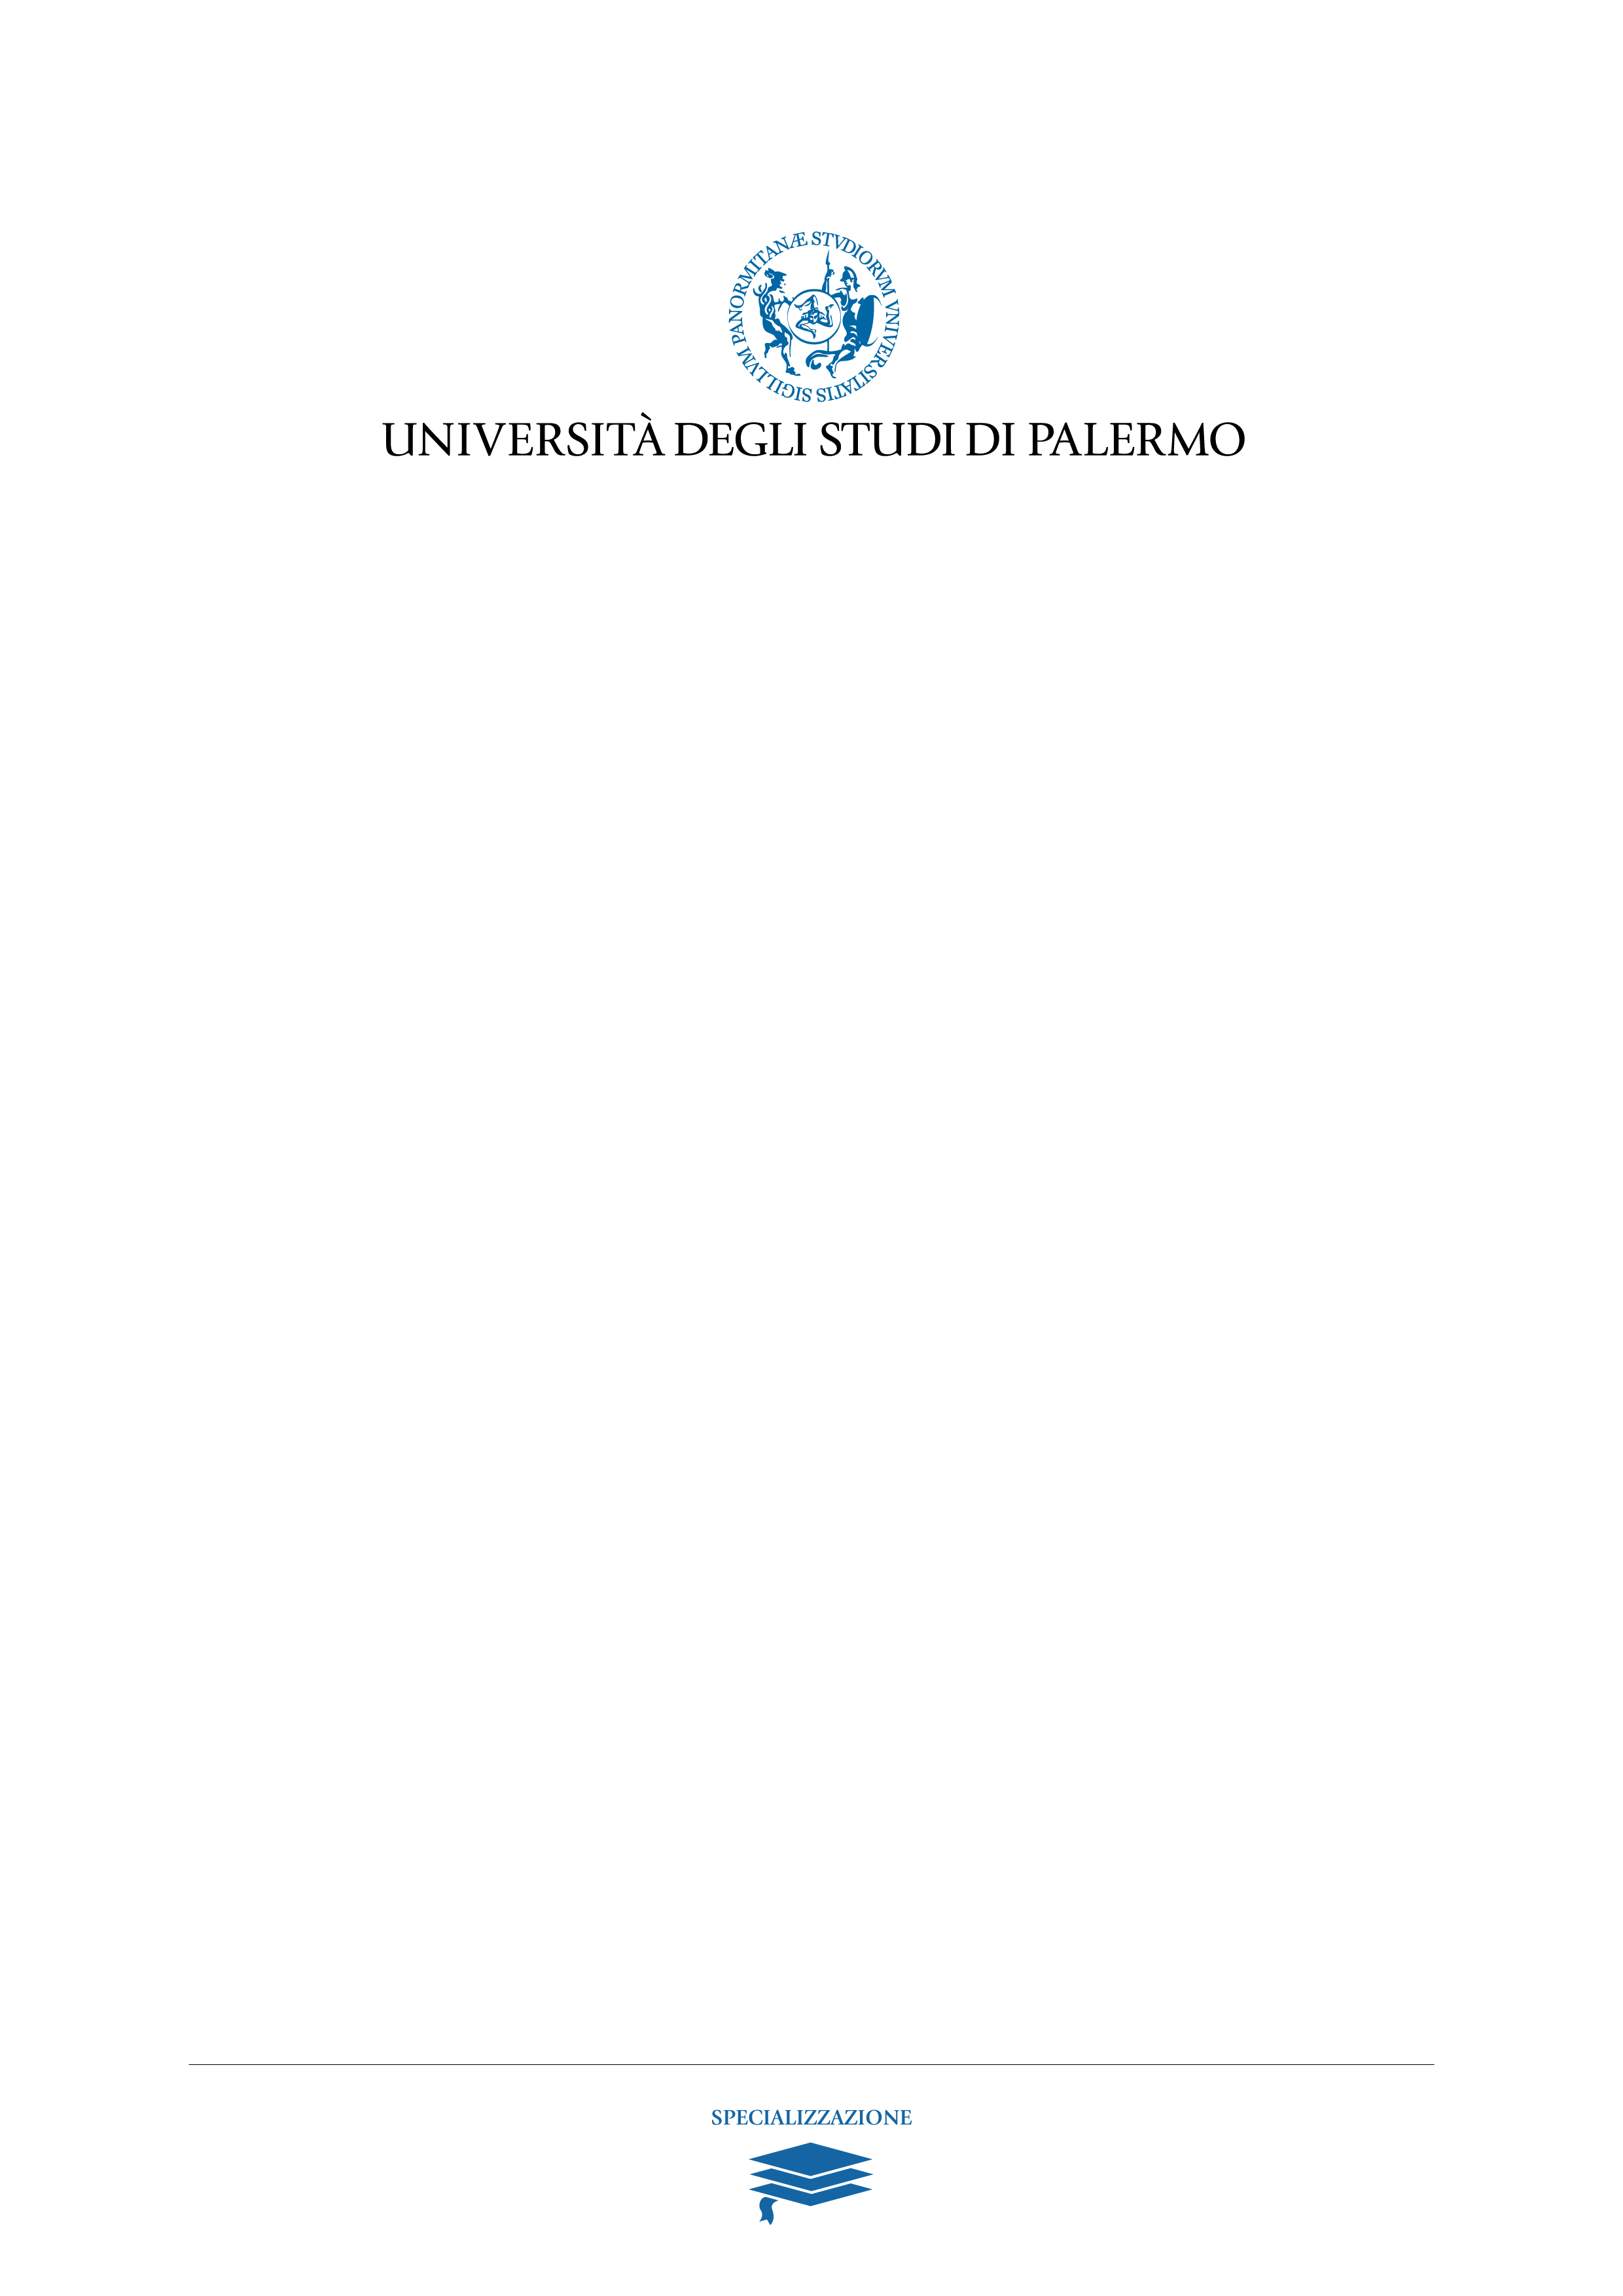 SIGILLVM PANORMITANÆ STVDIORVM VNIVERSITATIS
UNIVERSITÀ DEGLI STUDI DI PALERMO
SPECIALIZZAZIONE